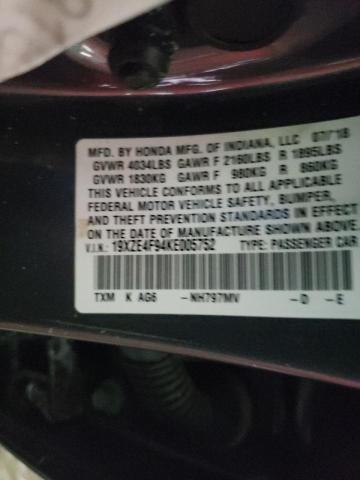 MFD. BY HONDA MFG. OF INDIANA, LLC 07/18
GVWR 4034LBS GAWR F 2160LBS R 1895LBS
GVWR 1830KG GAWR F 980KG R 860KG
THIS VEHICLE CONFORMS TO ALL APPLICABLE
FEDERAL MOTOR VEHICLE SAFETY, BUMPER,
AND THEFT PREVENTION STANDARDS IN EFFECT
ON THE DATE OF MANUFACTURE SHOWN ABOVE.
V.I.N.: 19XZE4F94KE005752 TYPE: PASSENGER CAR
TXM K AG6 -NH797MV -D -E